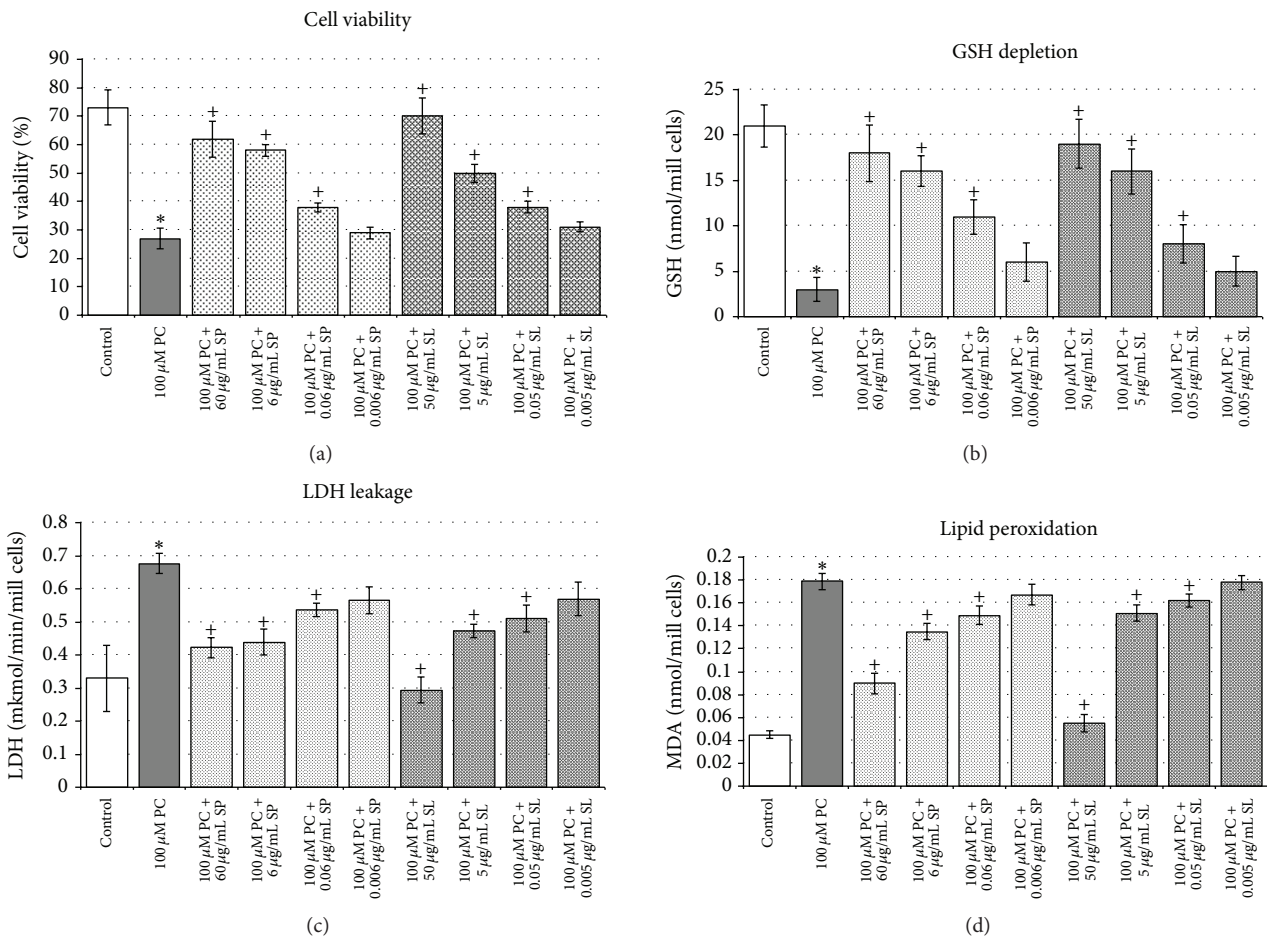 Cell viability
Cell viability (%)
90
80
70
60
50
40
30
20
10
0
+
+
+
+
+
+
*
Control
100 μM PC
100 μM PC +
60 μg/mL SP
100 μM PC +
6 μg/mL SP
100 μM PC +
0.06 μg/mL SP
100 μM PC +
0.006 μg/mL SP
100 μM PC +
50 μg/mL SL
100 μM PC +
5 μg/mL SL
100 μM PC +
0.05 μg/mL SL
100 μM PC +
0.005 μg/mL SL
(a)
GSH depletion
GSH (nmol/mill cells)
25
20
15
10
5
0
+
+
+
+
+
+
*
Control
100 μM PC
100 μM PC +
60 μg/mL SP
100 μM PC +
6 μg/mL SP
100 μM PC +
0.06 μg/mL SP
100 μM PC +
0.006 μg/mL SP
100 μM PC +
50 μg/mL SL
100 μM PC +
5 μg/mL SL
100 μM PC +
0.05 μg/mL SL
100 μM PC +
0.005 μg/mL SL
(b)
LDH leakage
LDH (mkmol/min/mill cells)
0.8
0.7
0.6
0.5
0.4
0.3
0.2
0.1
0
*
+
+
+
+
+
+
Control
100 μM PC
100 μM PC +
60 μg/mL SP
100 μM PC +
6 μg/mL SP
100 μM PC +
0.06 μg/mL SP
100 μM PC +
0.006 μg/mL SP
100 μM PC +
50 μg/mL SL
100 μM PC +
5 μg/mL SL
100 μM PC +
0.05 μg/mL SL
100 μM PC +
0.005 μg/mL SL
(c)
Lipid peroxidation
MDA (nmol/mill cells)
0.2
0.18
0.16
0.14
0.12
0.1
0.08
0.06
0.04
0.02
0
*
+
+
+
+
+
+
Control
100 μM PC
100 μM PC +
60 μg/mL SP
100 μM PC +
6 μg/mL SP
100 μM PC +
0.06 μg/mL SP
100 μM PC +
0.006 μg/mL SP
100 μM PC +
50 μg/mL SL
100 μM PC +
5 μg/mL SL
100 μM PC +
0.05 μg/mL SL
100 μM PC +
0.005 μg/mL SL
(d)